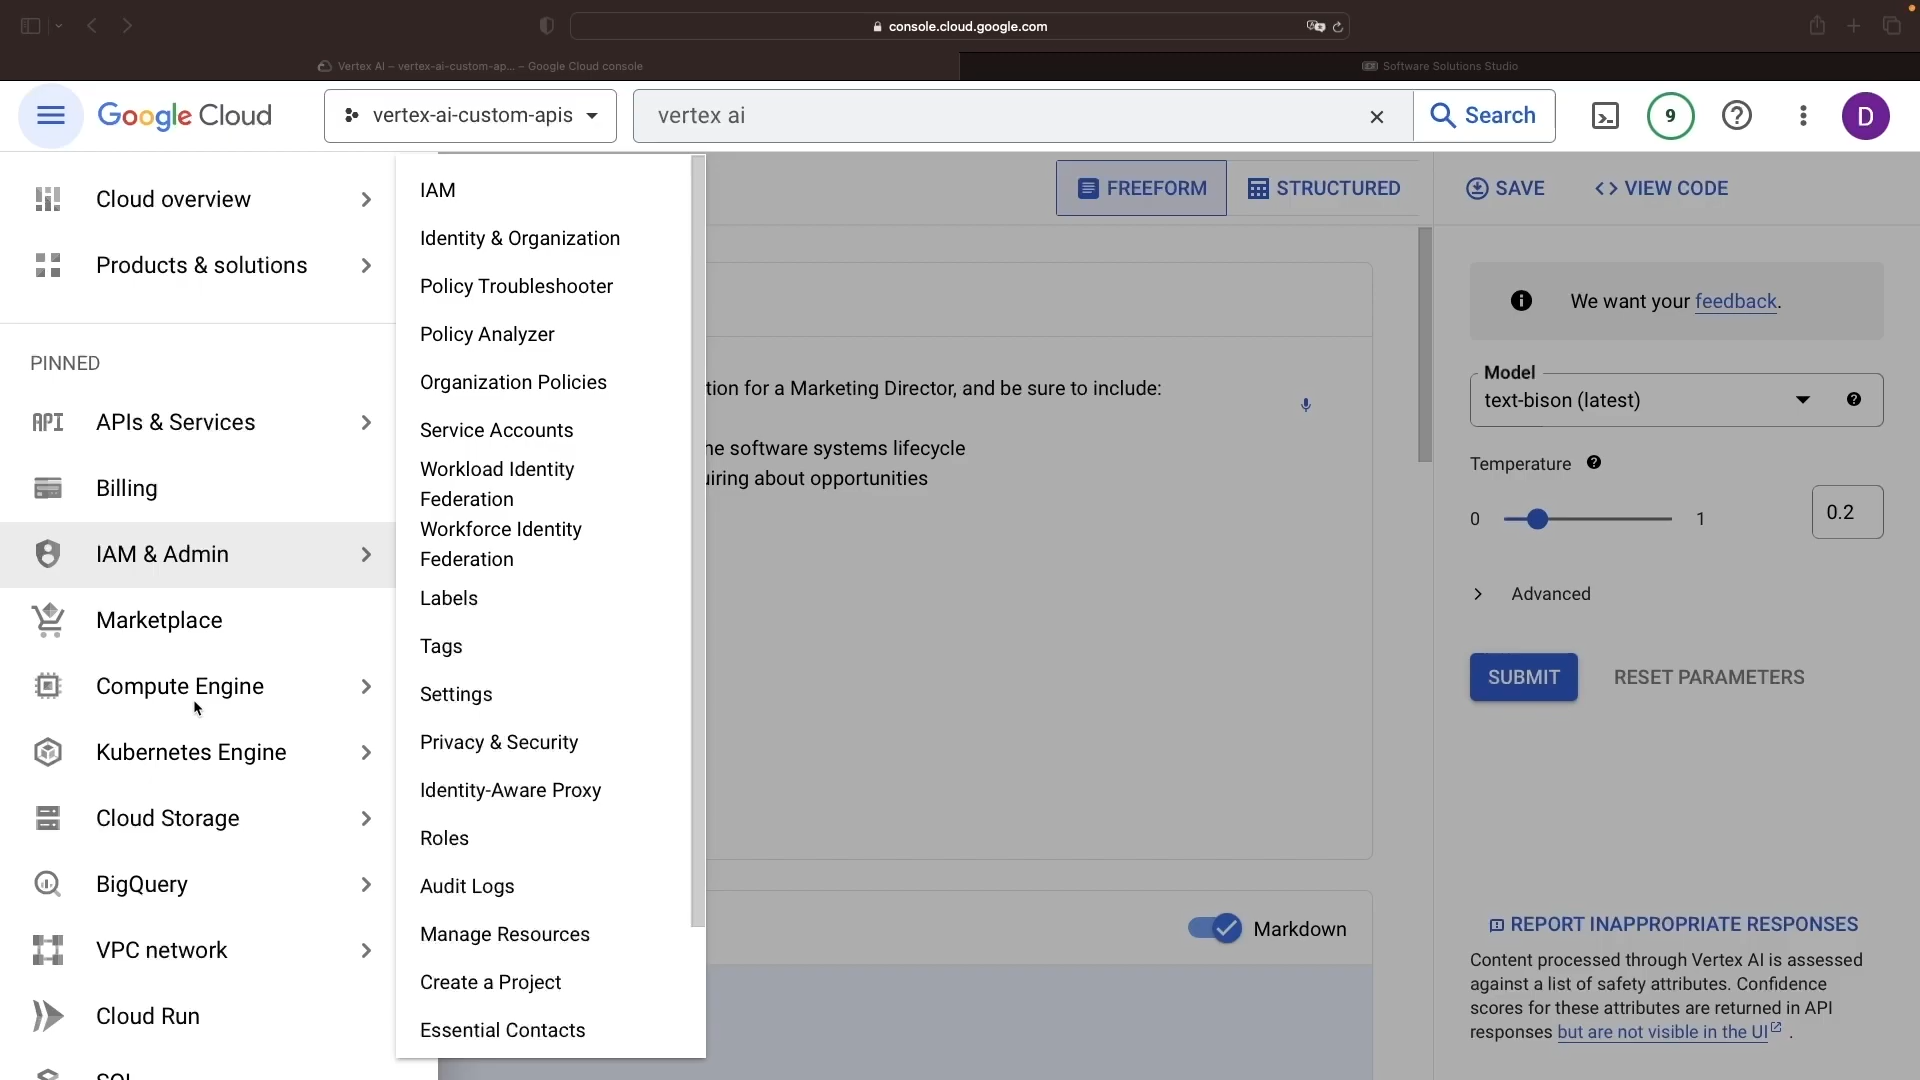 console.cloud.google.com
Vertex AI – vertex-ai-custom-ap... – Google Cloud console
Software Solutions Studio
Google Cloud
vertex-ai-custom-apis
vertex ai
Search
9
D
Cloud overview
Products & solutions
PINNED
API
APIs & Services
Billing
IAM & Admin
Marketplace
Compute Engine
Kubernetes Engine
Cloud Storage
BigQuery
VPC network
Cloud Run
SQL
IAM
Identity & Organization
Policy Troubleshooter
Policy Analyzer
Organization Policies
Service Accounts
Workload Identity
Federation
Workforce Identity
Federation
Labels
Tags
Settings
Privacy & Security
Identity-Aware Proxy
Roles
Audit Logs
Manage Resources
Create a Project
Essential Contacts
FREEFORM
STRUCTURED
tion for a Marketing Director, and be sure to include:
he software systems lifecycle
uiring about opportunities
Markdown
SAVE
<> VIEW CODE
We want your feedback.
Model
text-bison (latest)
Temperature
0
1
0.2
Advanced
SUBMIT
RESET PARAMETERS
REPORT INAPPROPRIATE RESPONSES
Content processed through Vertex AI is assessed
against a list of safety attributes. Confidence
scores for these attributes are returned in API
responses but are not visible in the UI .